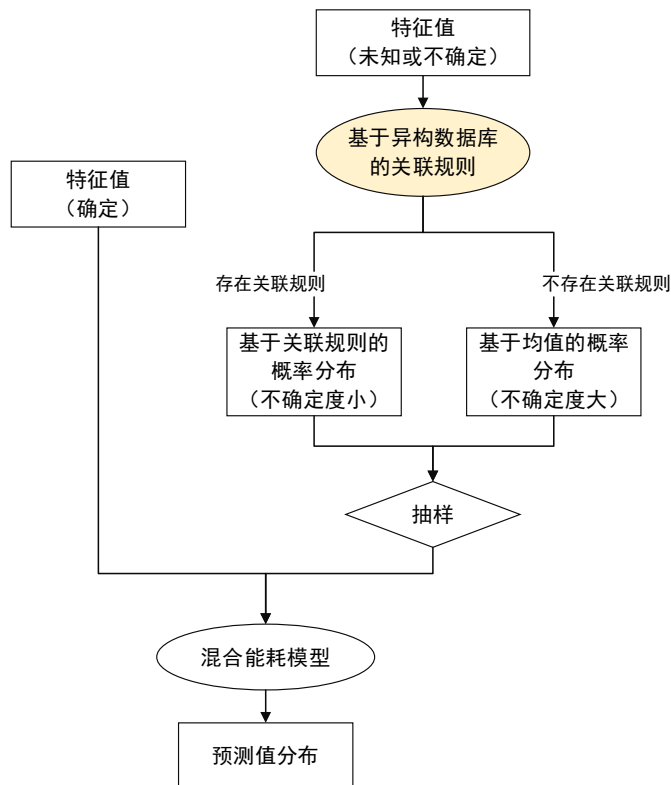 特征值
（未知或不确定）
基于异构数据库
的关联规则
特征值
（确定）
存在关联规则
不存在关联规则
基于关联规则的
概率分布
（不确定度小）
基于均值的概率
分布
（不确定度大）
抽样
混合能耗模型
预测值分布